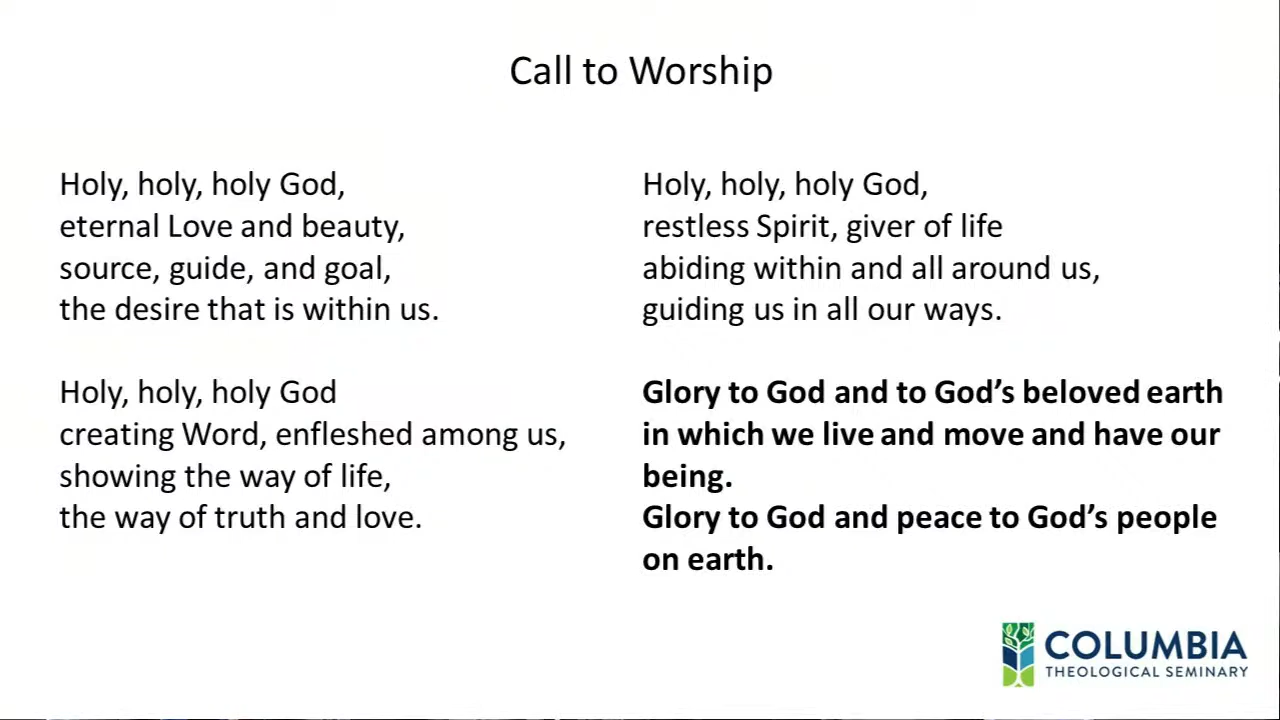 Call to Worship
Holy, holy, holy God,
eternal Love and beauty,
source, guide, and goal,
the desire that is within us.
Holy, holy, holy God
creating Word, enfleshed among us,
showing the way of life,
the way of truth and love.
Holy, holy, holy God,
restless Spirit, giver of life
abiding within and all around us,
guiding us in all our ways.
Glory to God and to God’s beloved earth
in which we live and move and have our
being.
Glory to God and peace to God’s people
on earth.
COLUMBIA
THEOLOGICAL SEMINARY